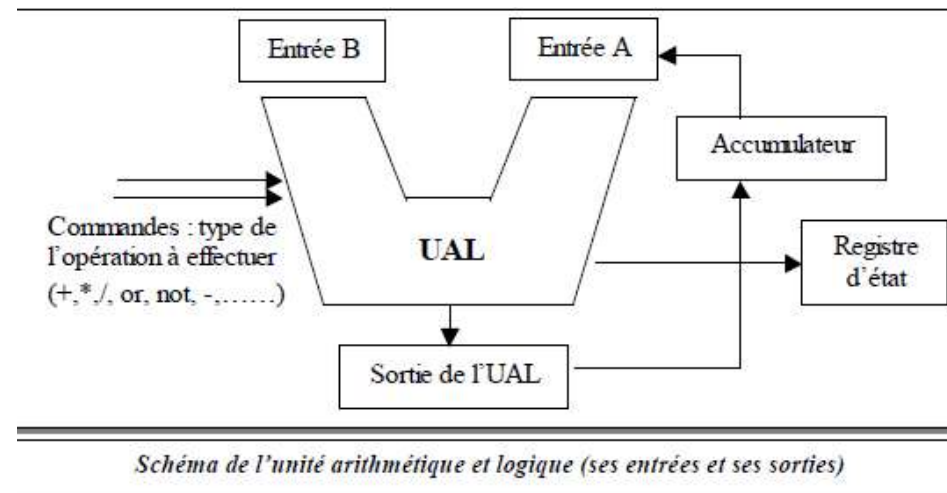 Entrée B
Entrée A
Accumulateur
Commandes : type de
l'opération à effectuer
(+,*,/, or, not, -,……)
UAL
Registre
d'état
Sortie de l'UAL
Schéma de l'unité arithmétique et logique (ses entrées et ses sorties)